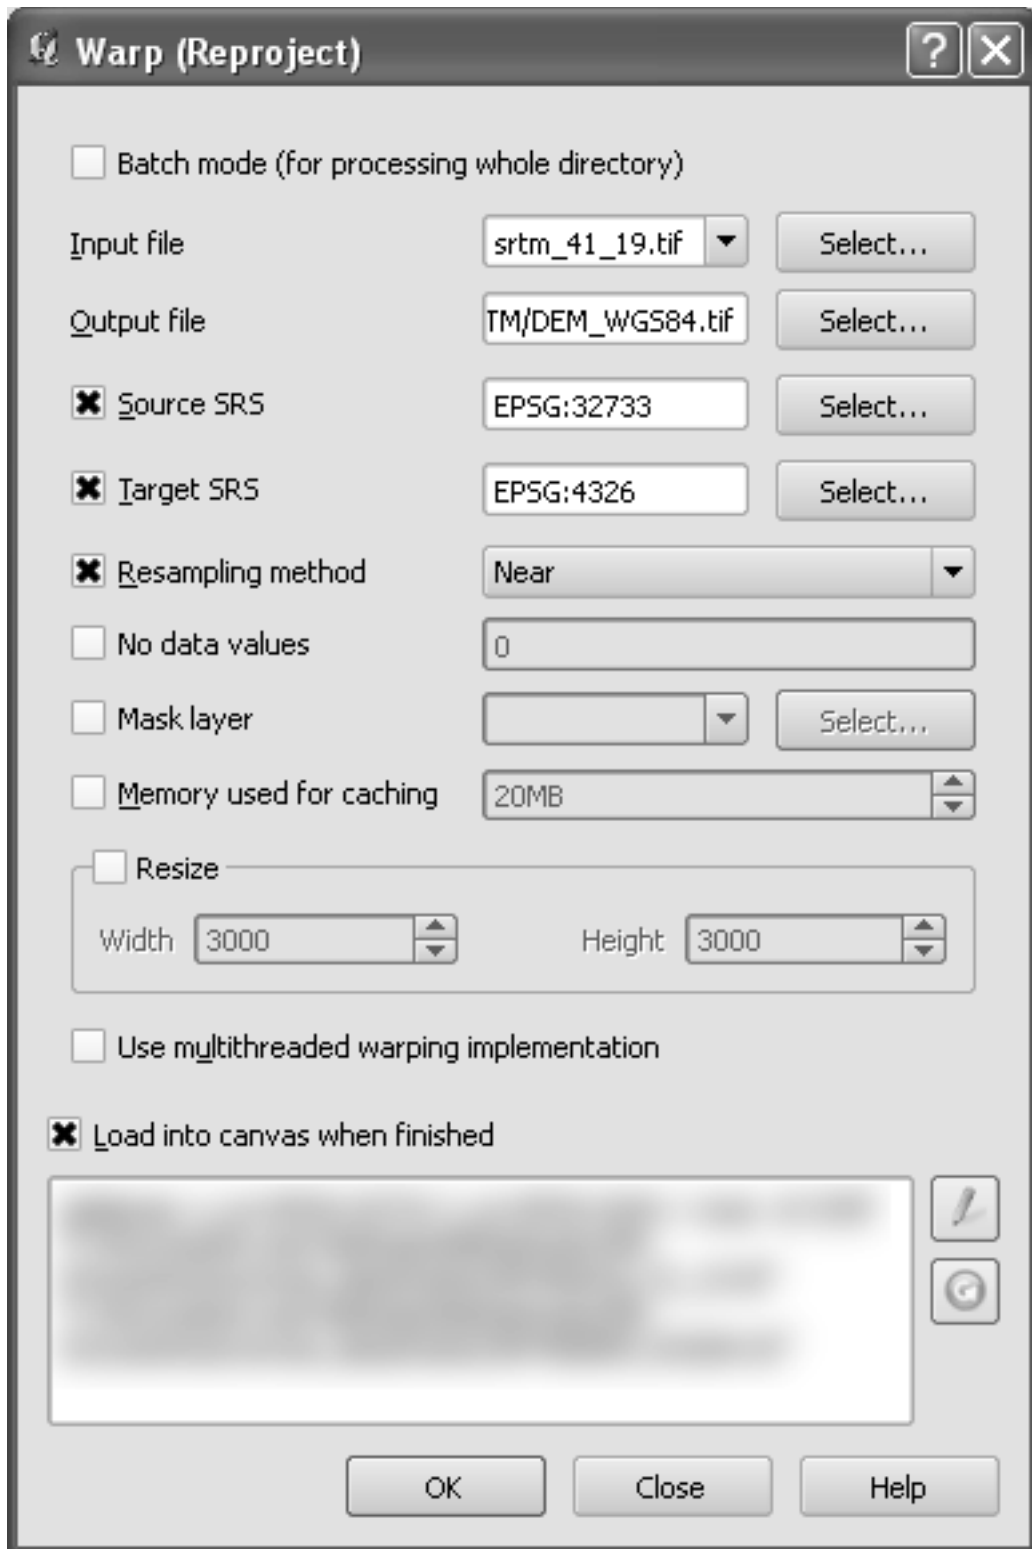 Warp (Reproject)
Batch mode (for processing whole directory)
Input file srtm_41_19.tif Select...
Output file TM/DEM_WGS84.tif Select...
Source SRS EPSG:32733 Select...
Target SRS EPSG:4326 Select...
Resampling method Near
No data values 0
Mask layer Select...
Memory used for caching 20MB
Resize
Width 3000 Height 3000
Use multithreaded warping implementation
Load into canvas when finished
OK Close Help